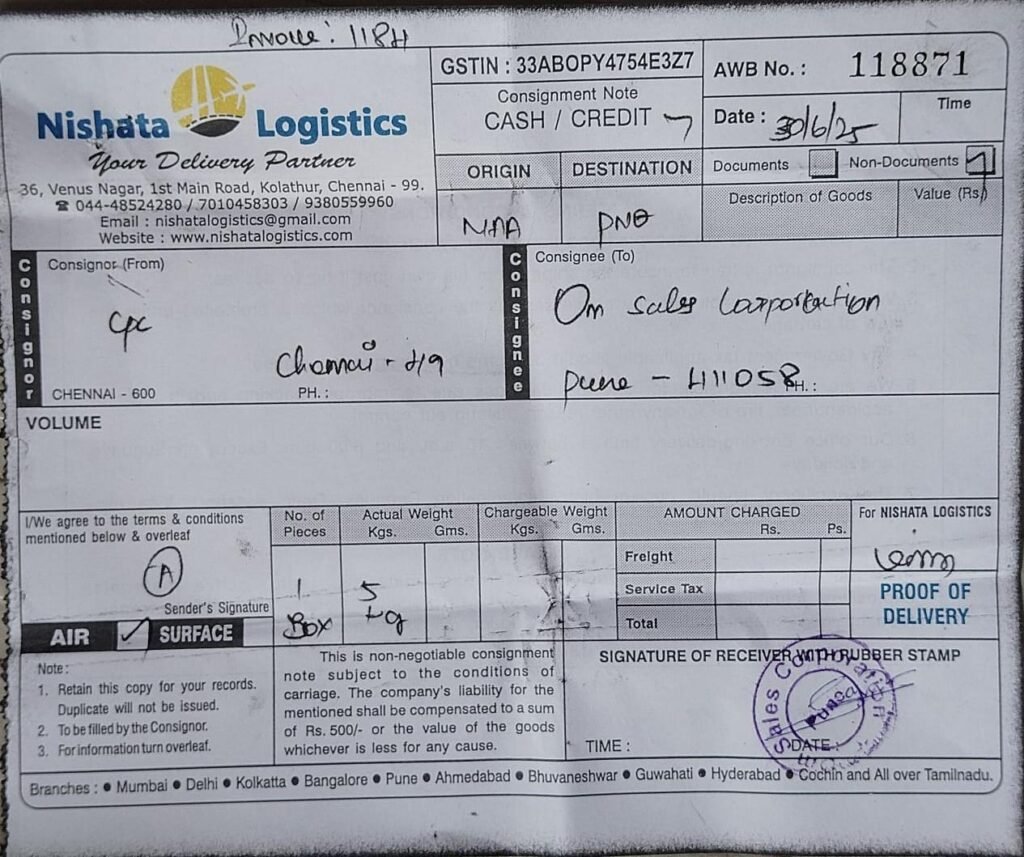 Invoice : 1184
Nishata Logistics
Your Delivery Partner
36, Venus Nagar, 1st Main Road, Kolathur, Chennai - 99.
☎ 044-48524280 / 7010458303 / 9380559960
Email : nishatalogistics@gmail.com
Website : www.nishatalogistics.com
GSTIN : 33ABOPY4754E3Z7
Consignment Note
CASH / CREDIT
AWB No. : 118871
Date : 30/6/25
Time
ORIGIN DESTINATION
MAA PNQ
Documents Non-Documents
Description of Goods Value (Rs)
Consignor
Consignor (From)
CPC
Chennai - 49
CHENNAI - 600 PH. :
Consignee
Consignee (To)
Om Sales Corporation
Pune - 411058 PH. :
VOLUME
I/We agree to the terms & conditions
mentioned below & overleaf
A
Sender's Signature
AIR ✓ SURFACE
No. of Pieces
1
Box
Actual Weight
Kgs. Gms.
5
kg
Chargeable Weight
Kgs. Gms.
AMOUNT CHARGED
Rs. Ps.
Freight
Service Tax
Total
For NISHATA LOGISTICS
PROOF OF
DELIVERY
Note :
1. Retain this copy for your records.
Duplicate will not be issued.
2. To be filled by the Consignor.
3. For information turn overleaf.
This is non-negotiable consignment
note subject to the conditions of
carriage. The company's liability for the
mentioned shall be compensated to a sum
of Rs. 500/- or the value of the goods
whichever is less for any cause.
SIGNATURE OF RECEIVER WITH RUBBER STAMP
Sales Corporation
TIME : DATE :
Branches : ● Mumbai ● Delhi ● Kolkatta ● Bangalore ● Pune ● Ahmedabad ● Bhuvaneshwar ● Guwahati ● Hyderabad ● Cochin and All over Tamilnadu.